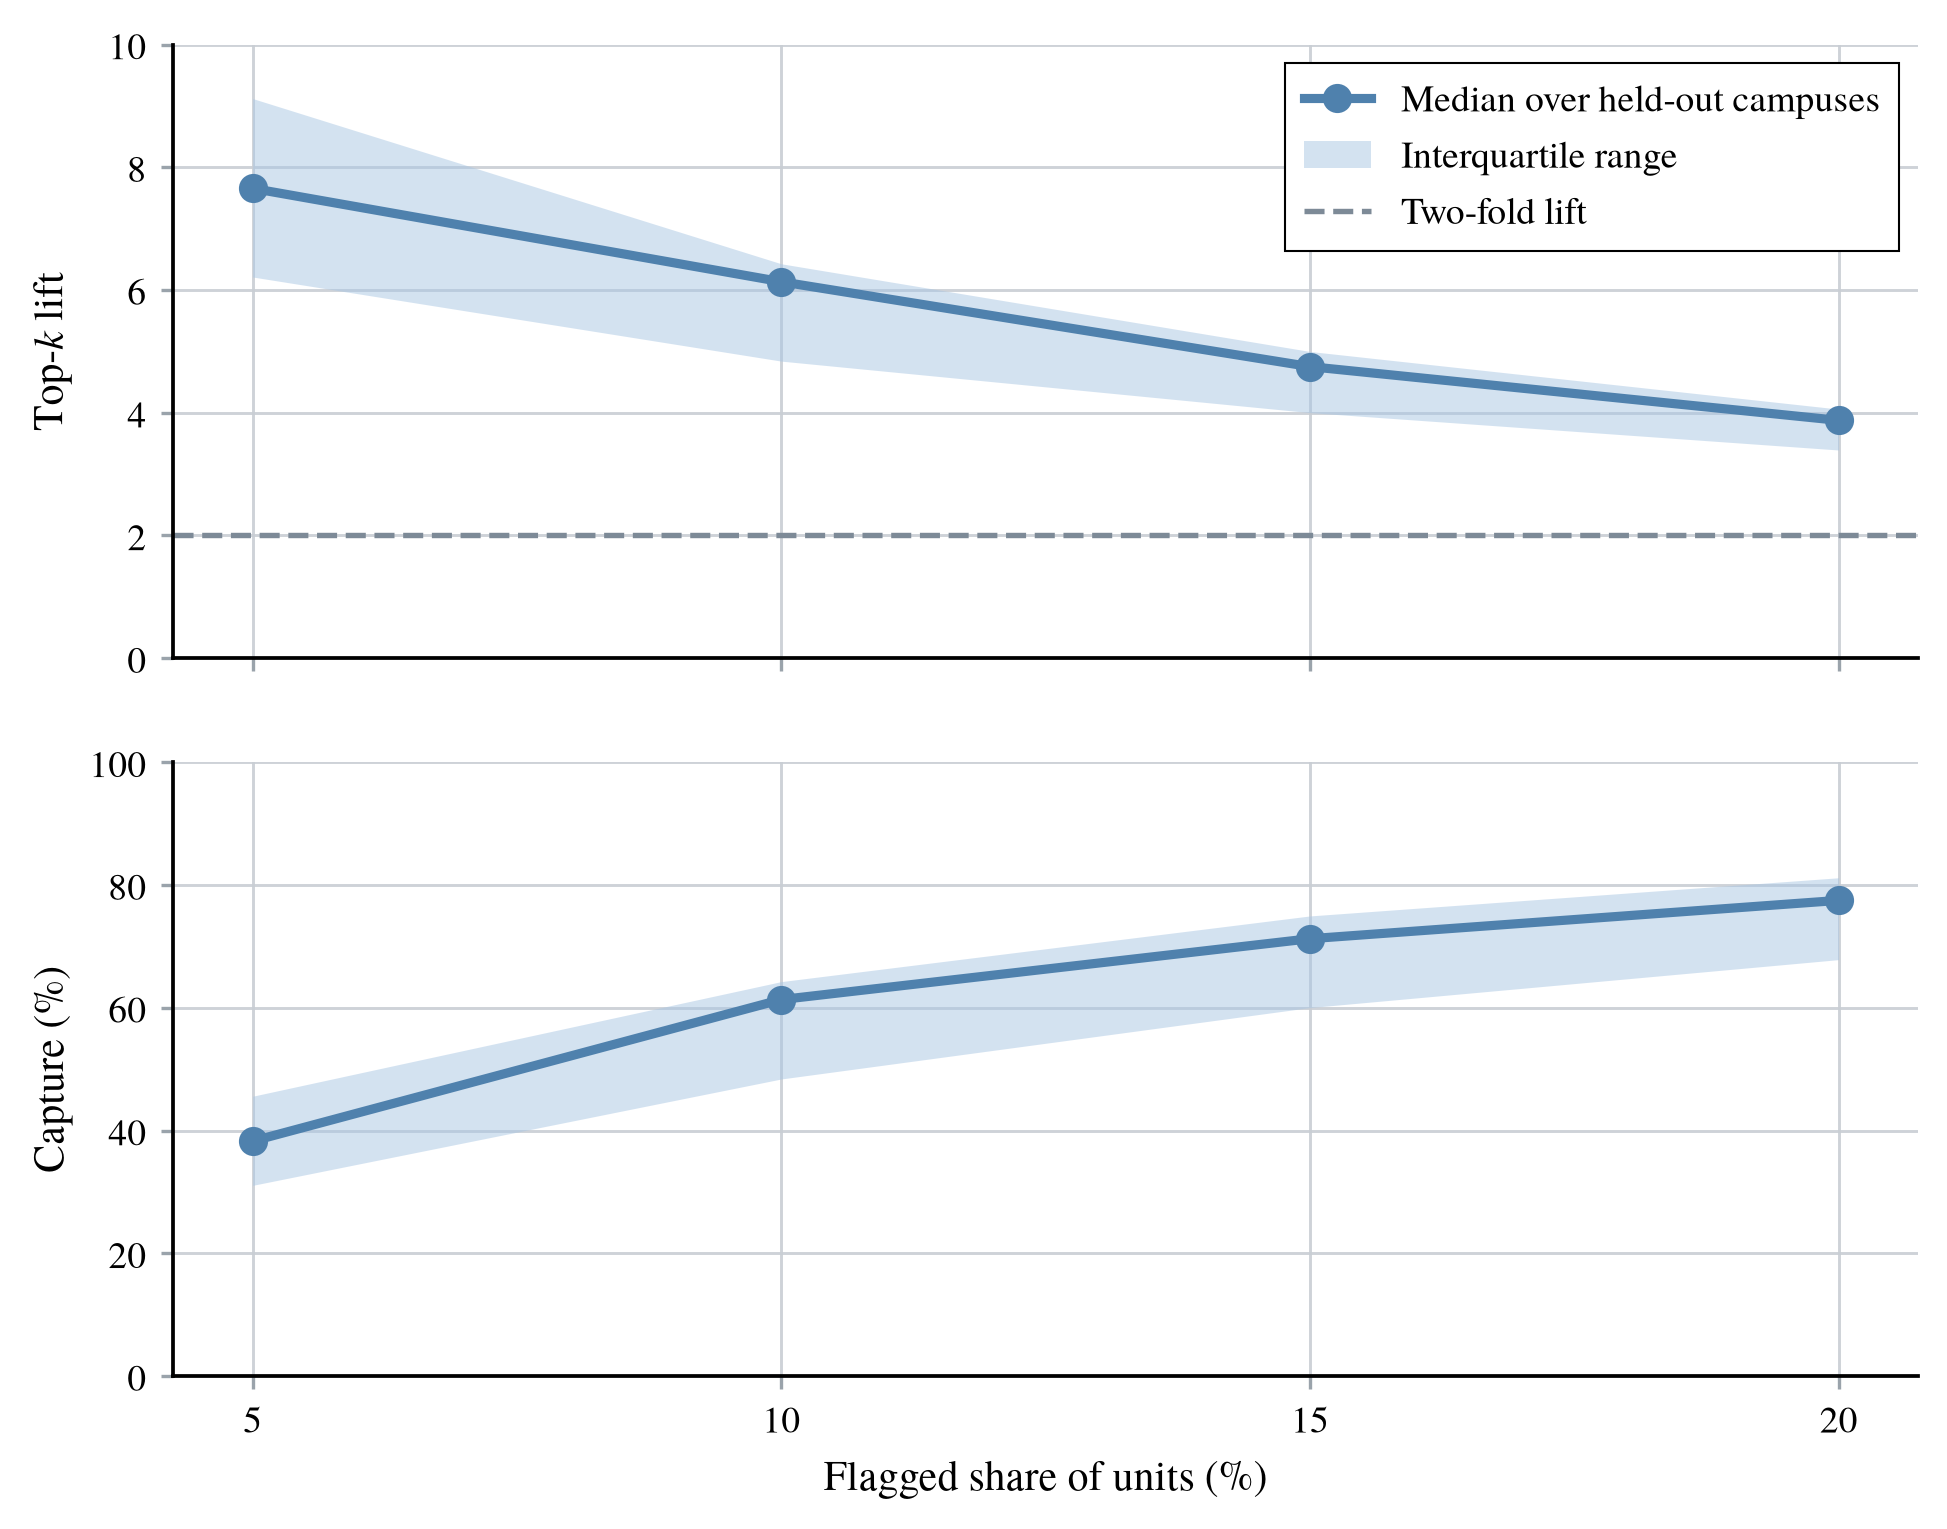 10
8
6
4
2
0
Top-k lift
Median over held-out campuses
Interquartile range
Two-fold lift
100
80
60
40
20
0
Capture (%)
5 10 15 20
Flagged share of units (%)